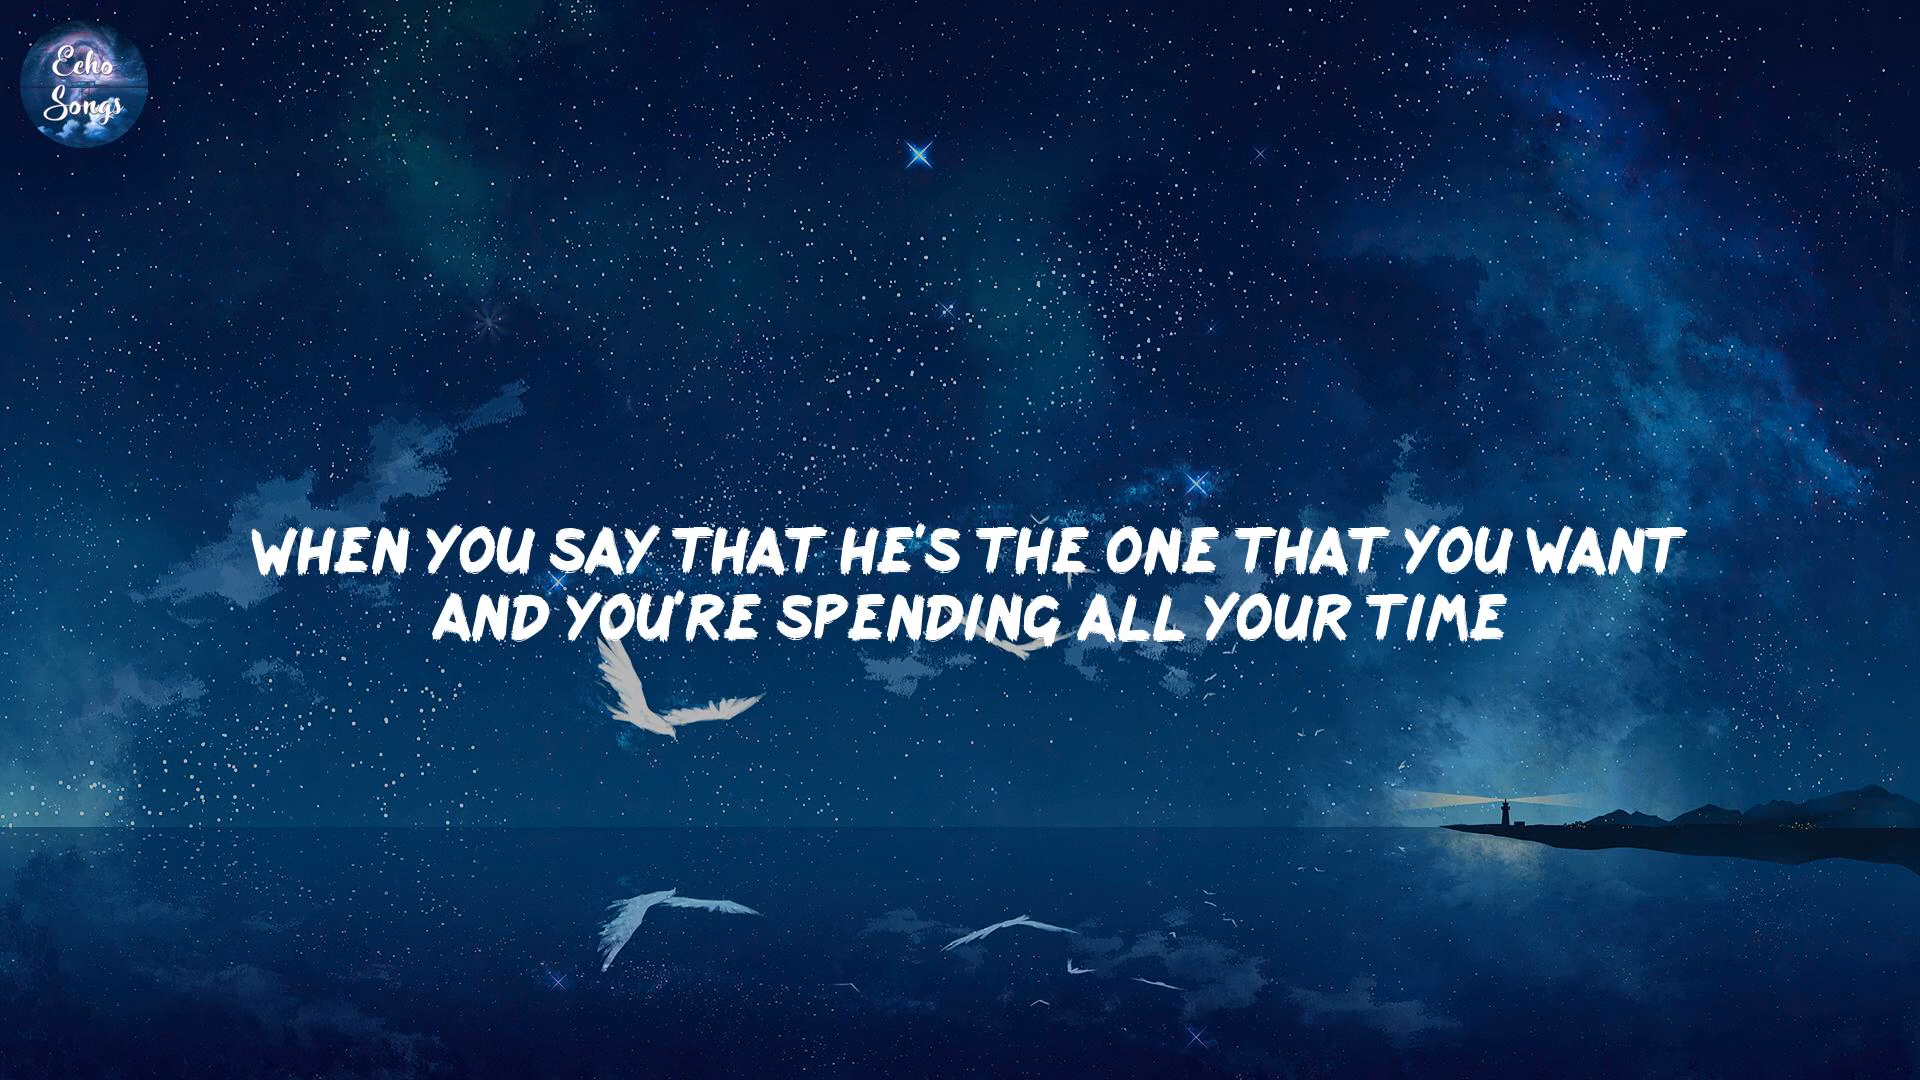 Echo
Songs
WHEN YOU SAY THAT HE'S THE ONE THAT YOU WANT
AND YOU'RE SPENDING ALL YOUR TIME